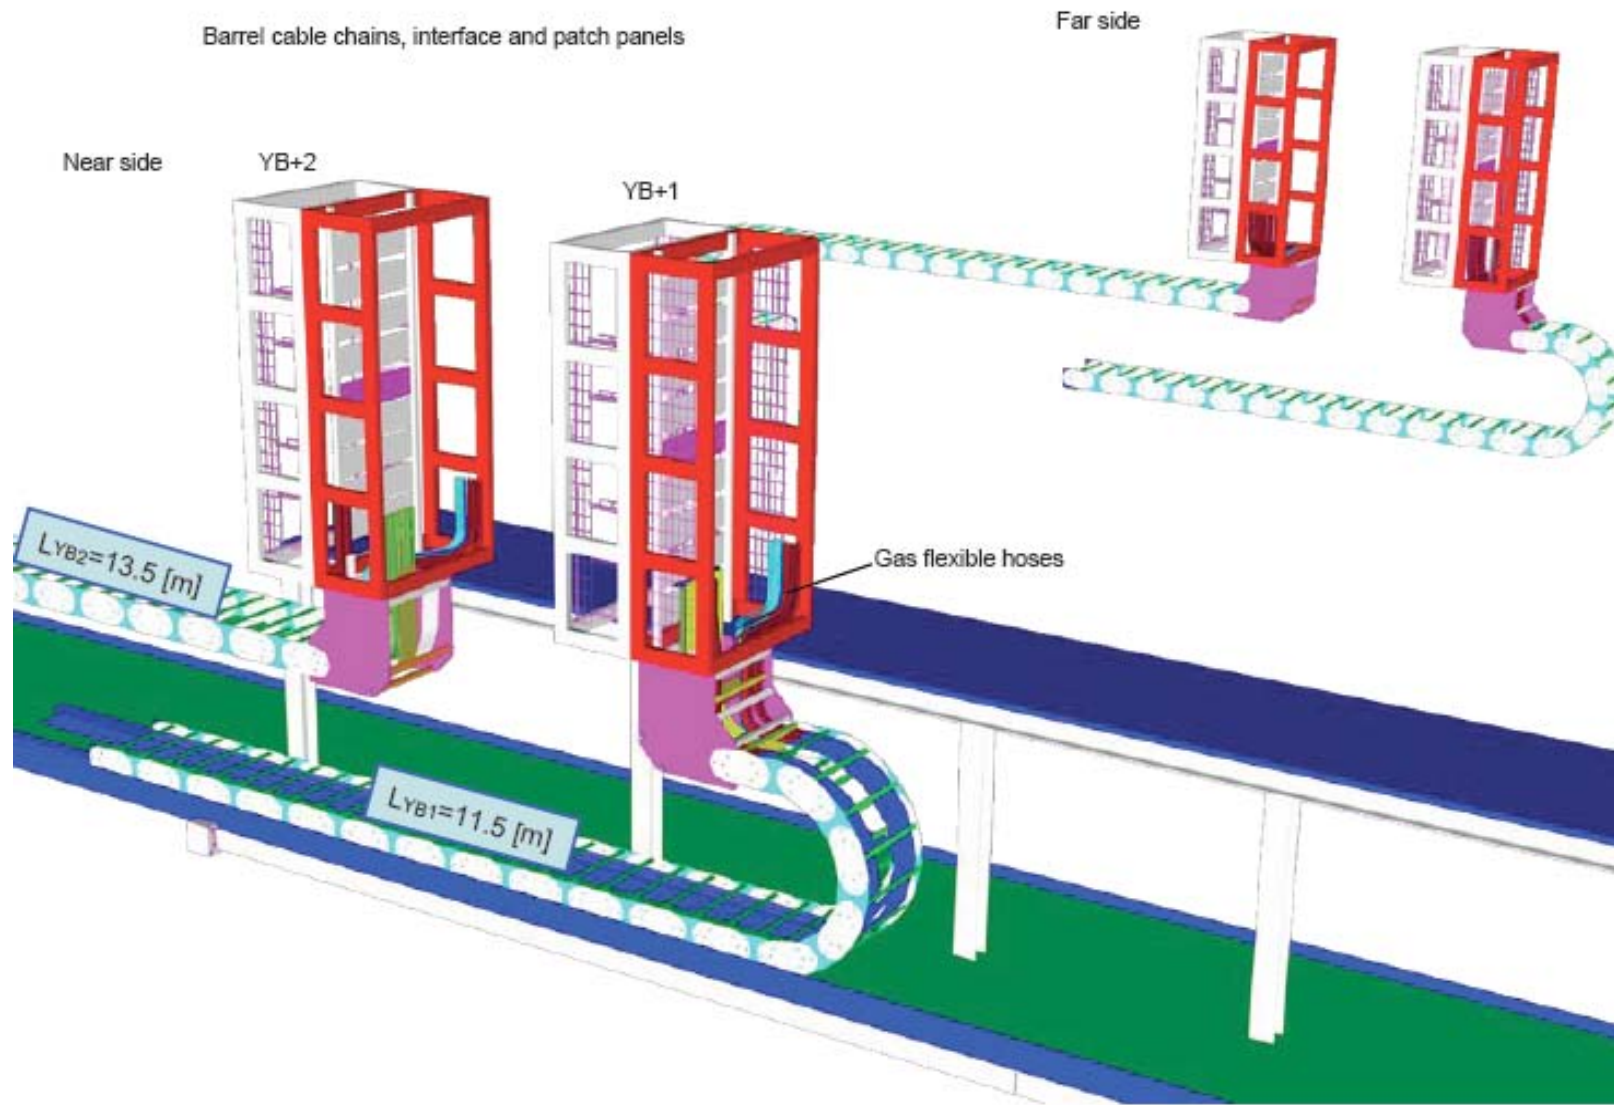 Barrel cable chains, interface and patch panels
Far side
Near side
YB+2
YB+1
Gas flexible hoses
LYB2=13.5 [m]
LYB1=11.5 [m]